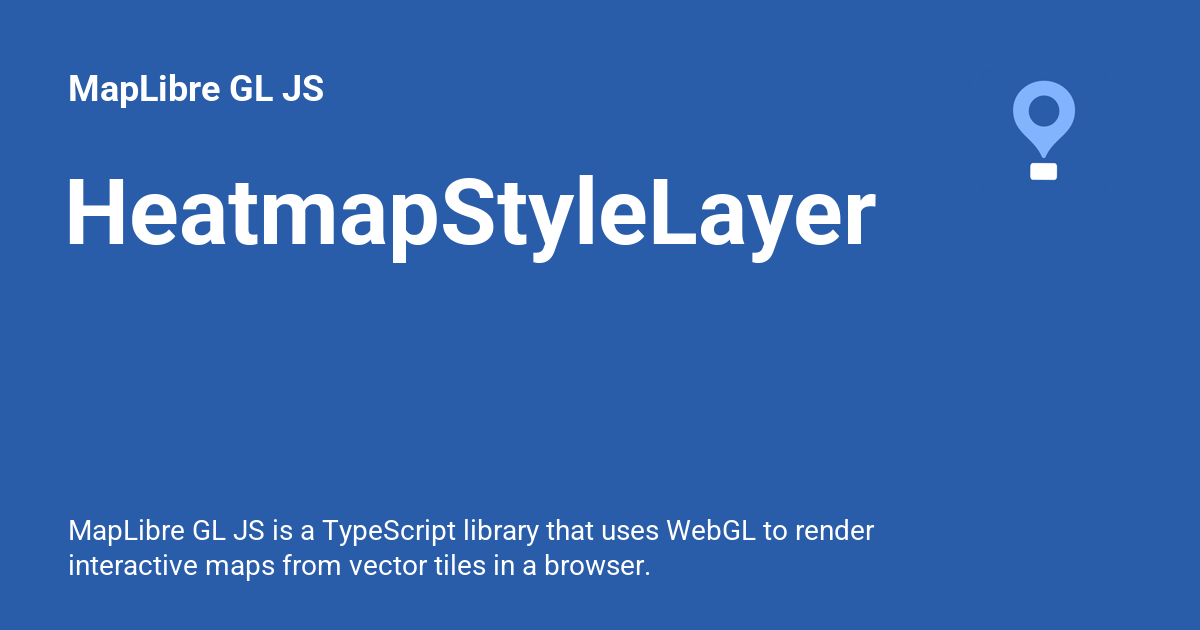 MapLibre GL JS
HeatmapStyleLayer
MapLibre GL JS is a TypeScript library that uses WebGL to render
interactive maps from vector tiles in a browser.